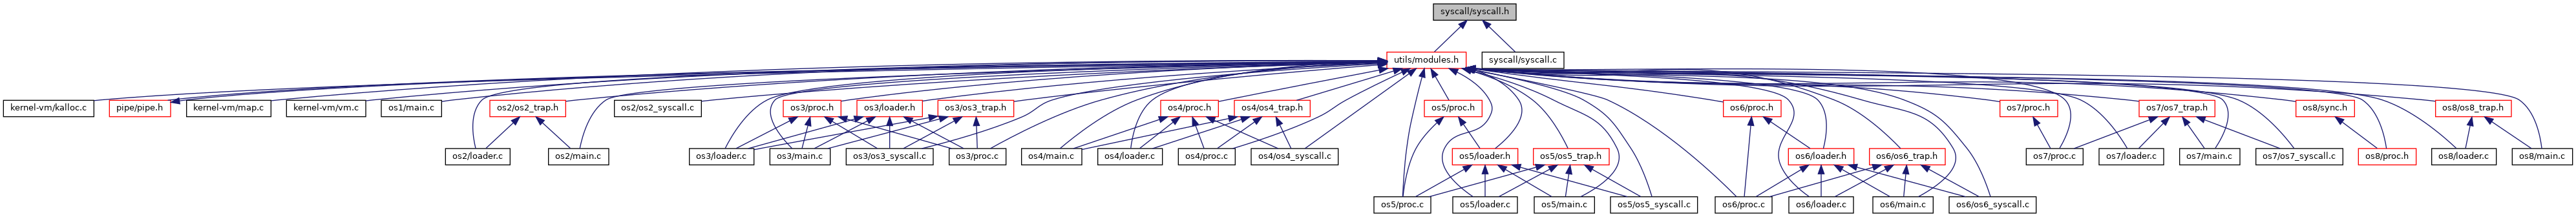 syscall/syscall.h
utils/modules.h
syscall/syscall.c
kernel-vm/kalloc.c
pipe/pipe.h
kernel-vm/map.c
kernel-vm/vm.c
os1/main.c
os2/os2_trap.h
os2/os2_syscall.c
os3/proc.h
os3/loader.h
os3/os3_trap.h
os4/proc.h
os4/os4_trap.h
os5/proc.h
os6/proc.h
os7/proc.h
os7/os7_trap.h
os8/sync.h
os8/os8_trap.h
os2/loader.c
os2/main.c
os3/loader.c
os3/main.c
os3/os3_syscall.c
os3/proc.c
os4/main.c
os4/loader.c
os4/proc.c
os4/os4_syscall.c
os5/loader.h
os5/os5_trap.h
os6/loader.h
os6/os6_trap.h
os7/proc.c
os7/loader.c
os7/main.c
os7/os7_syscall.c
os8/proc.h
os8/loader.c
os8/main.c
os5/proc.c
os5/loader.c
os5/main.c
os5/os5_syscall.c
os6/proc.c
os6/loader.c
os6/main.c
os6/os6_syscall.c